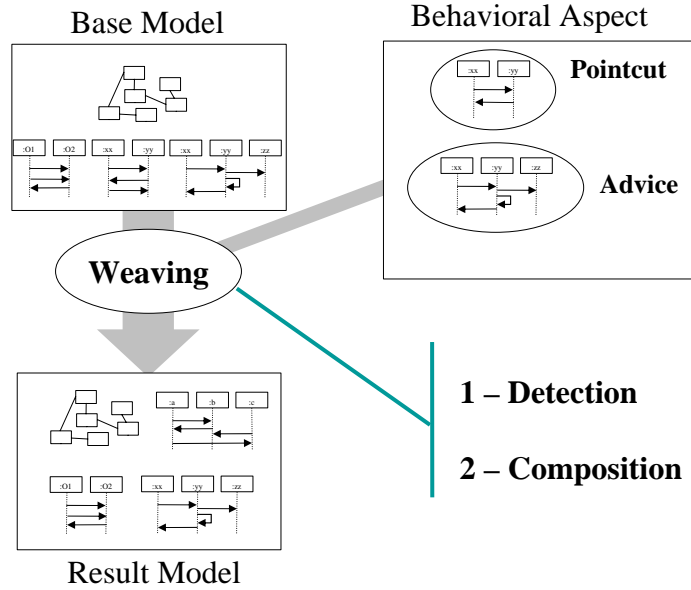 Base Model
Behavioral Aspect
:O1 :O2 :xx :yy :xx :yy :zz
:xx :yy
Pointcut
:xx :yy :zz
Advice
Weaving
1 – Detection
2 – Composition
:a :b :c
:O1 :O2 :xx :yy :zz
Result Model